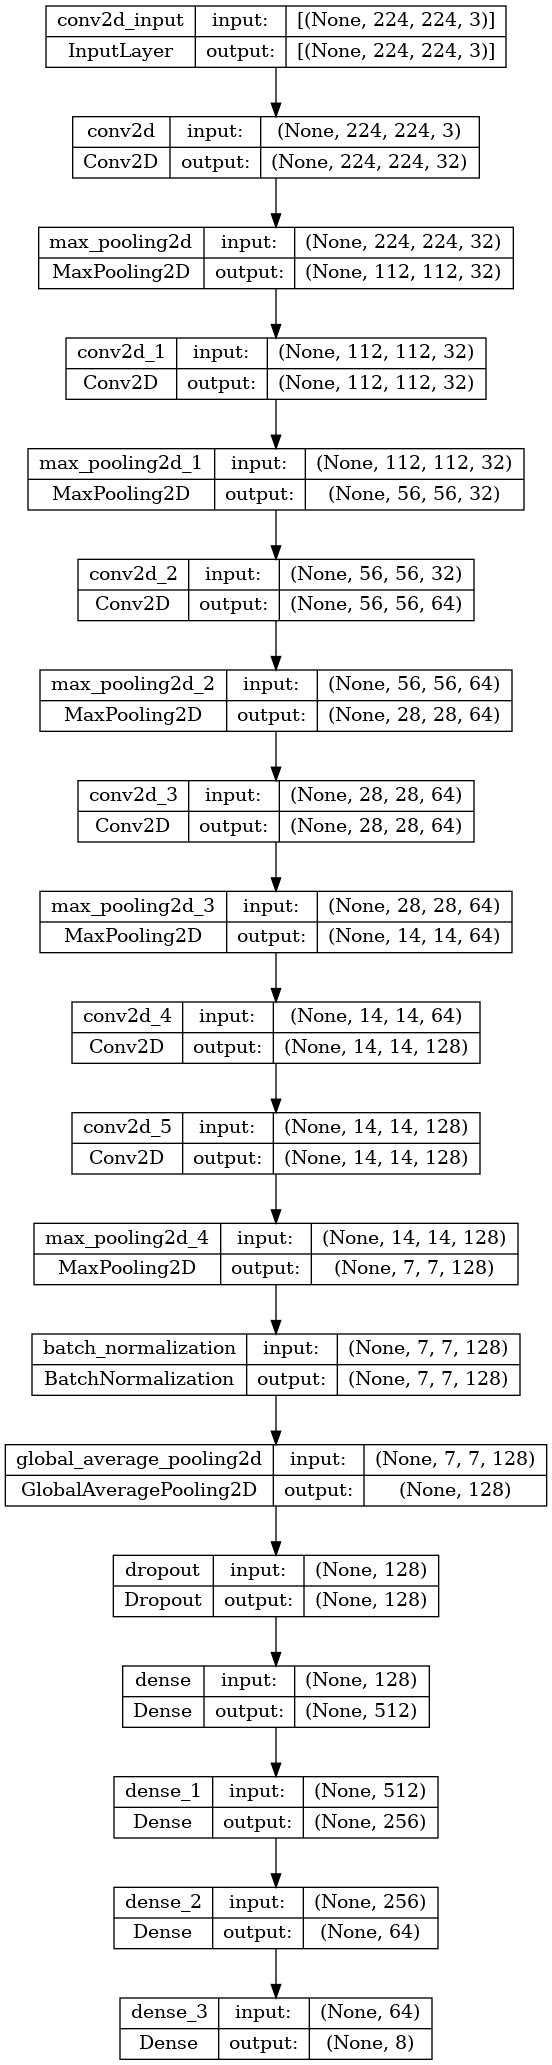 conv2d_input input: [(None, 224, 224, 3)]
InputLayer output: [(None, 224, 224, 3)]
conv2d input: (None, 224, 224, 3)
Conv2D output: (None, 224, 224, 32)
max_pooling2d input: (None, 224, 224, 32)
MaxPooling2D output: (None, 112, 112, 32)
conv2d_1 input: (None, 112, 112, 32)
Conv2D output: (None, 112, 112, 32)
max_pooling2d_1 input: (None, 112, 112, 32)
MaxPooling2D output: (None, 56, 56, 32)
conv2d_2 input: (None, 56, 56, 32)
Conv2D output: (None, 56, 56, 64)
max_pooling2d_2 input: (None, 56, 56, 64)
MaxPooling2D output: (None, 28, 28, 64)
conv2d_3 input: (None, 28, 28, 64)
Conv2D output: (None, 28, 28, 64)
max_pooling2d_3 input: (None, 28, 28, 64)
MaxPooling2D output: (None, 14, 14, 64)
conv2d_4 input: (None, 14, 14, 64)
Conv2D output: (None, 14, 14, 128)
conv2d_5 input: (None, 14, 14, 128)
Conv2D output: (None, 14, 14, 128)
max_pooling2d_4 input: (None, 14, 14, 128)
MaxPooling2D output: (None, 7, 7, 128)
batch_normalization input: (None, 7, 7, 128)
BatchNormalization output: (None, 7, 7, 128)
global_average_pooling2d input: (None, 7, 7, 128)
GlobalAveragePooling2D output: (None, 128)
dropout input: (None, 128)
Dropout output: (None, 128)
dense input: (None, 128)
Dense output: (None, 512)
dense_1 input: (None, 512)
Dense output: (None, 256)
dense_2 input: (None, 256)
Dense output: (None, 64)
dense_3 input: (None, 64)
Dense output: (None, 8)